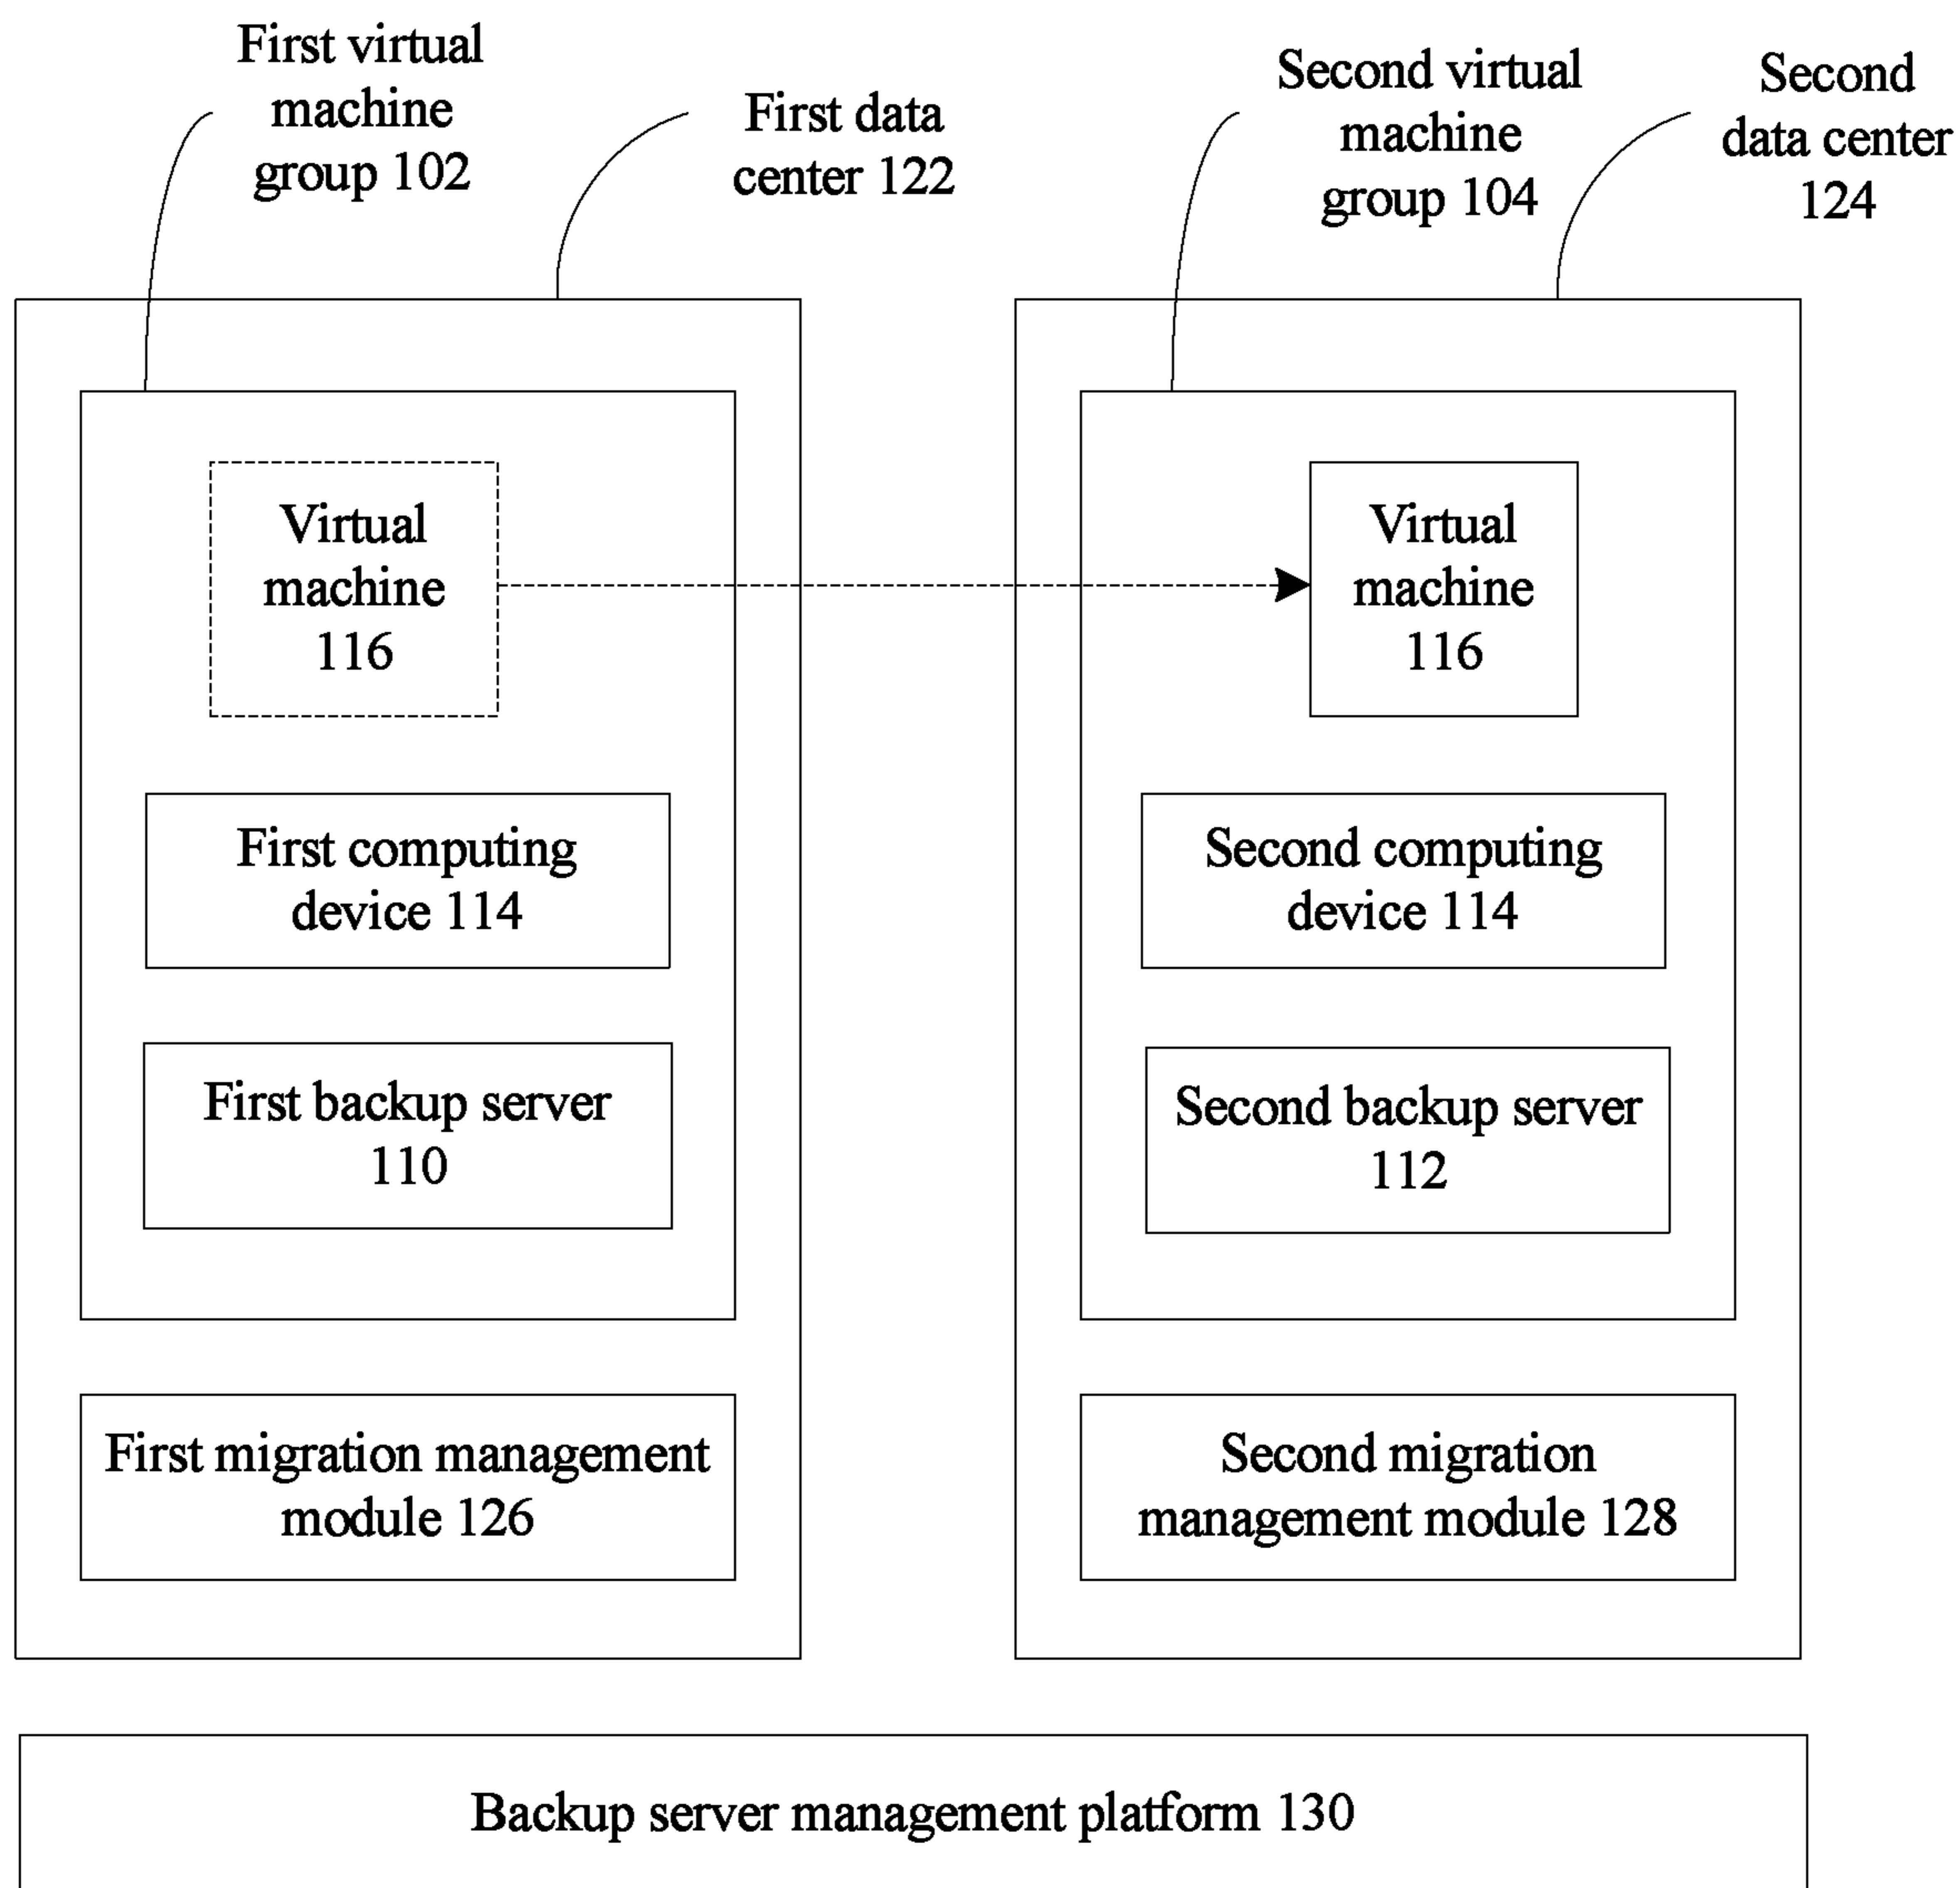 First virtual
machine
group 102
First data
center 122
Second virtual
machine
group 104
Second
data center
124
Virtual
machine
116
Virtual
machine
116
First computing
device 114
Second computing
device 114
First backup server
110
Second backup server
112
First migration management
module 126
Second migration
management module 128
Backup server management platform 130